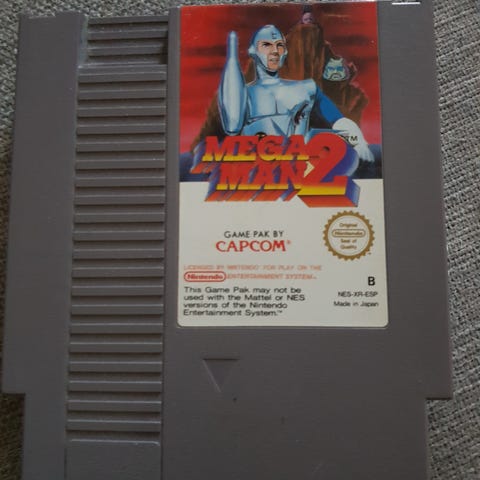 MEGA
MAN 2
TM
GAME PAK BY
CAPCOM®
Original
Nintendo
Seal of
Quality
LICENSED BY NINTENDO FOR PLAY ON THE
Nintendo ENTERTAINMENT SYSTEM.
This Game Pak may not be
used with the Mattel or NES
versions of the Nintendo
Entertainment System.™
B
NES-XR-ESP
Made in Japan